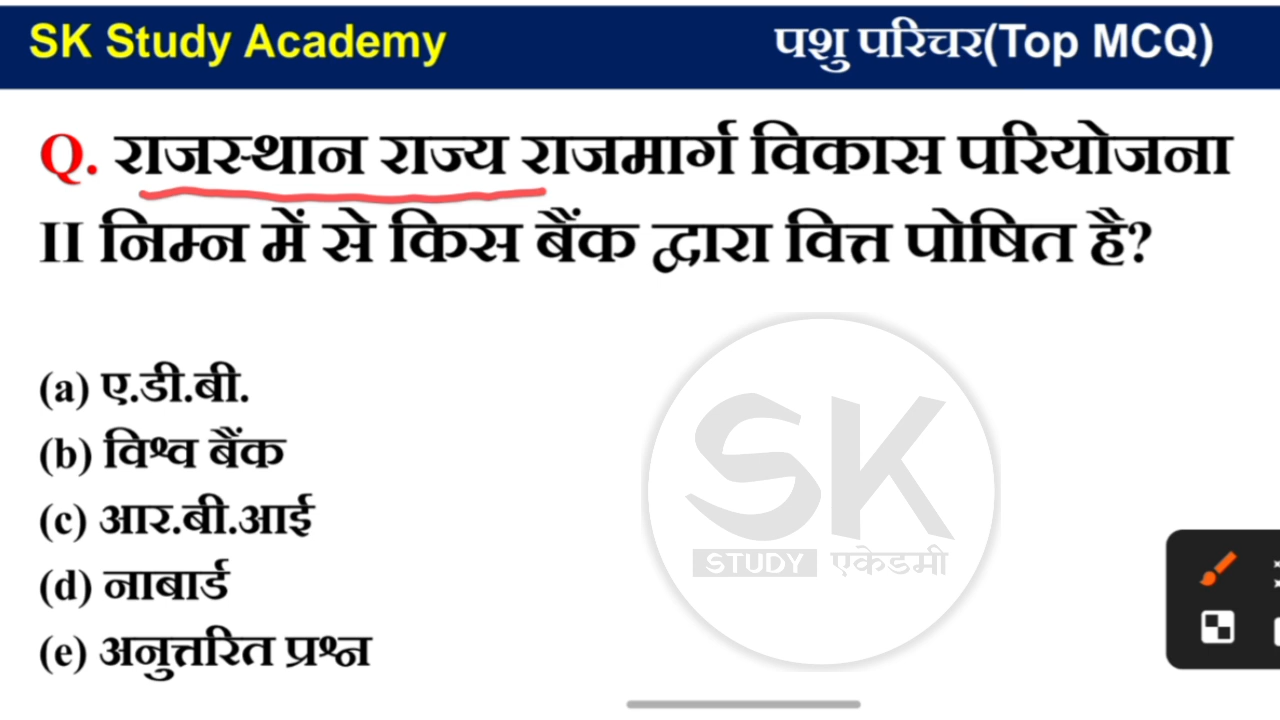 SK Study Academy
पशु परिचर(Top MCQ)
Q. राजस्थान राज्य राजमार्ग विकास परियोजना
II निम्न में से किस बैंक द्वारा वित्त पोषित है?
(a) ए.डी.बी.
(b) विश्व बैंक
(c) आर.बी.आई
(d) नाबार्ड
(e) अनुत्तरित प्रश्न
SK
STUDY एकेडमी